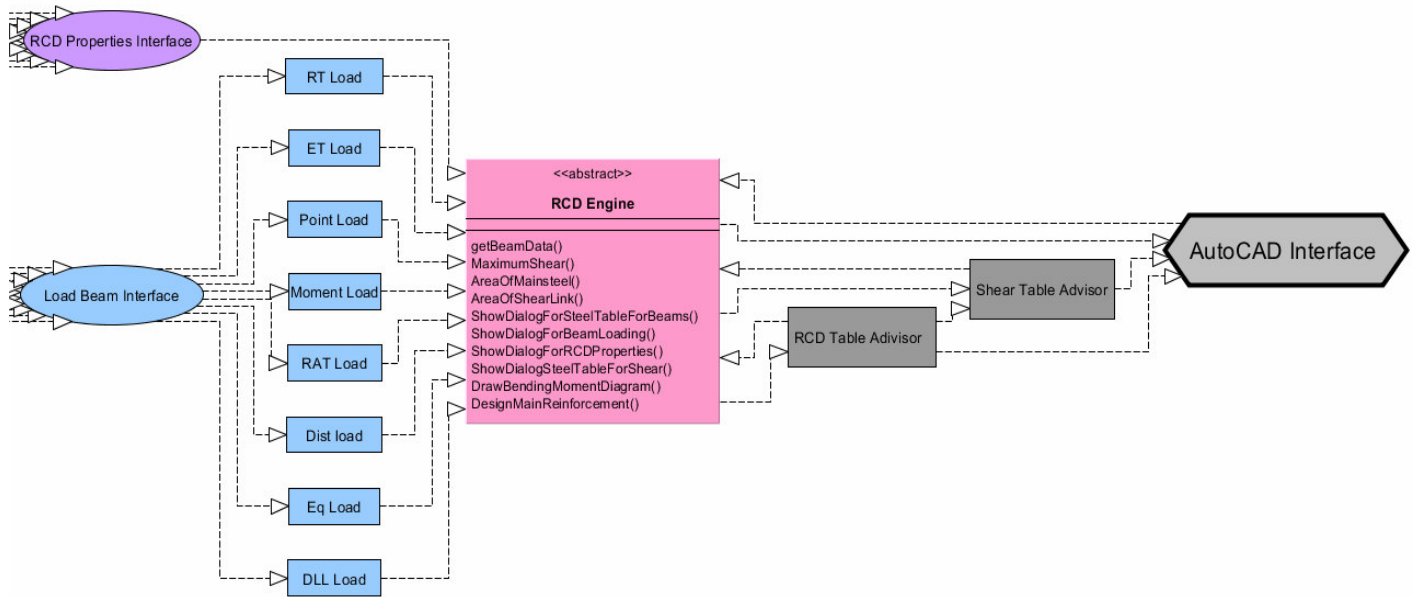 RCD Properties Interface
RT Load
ET Load
Point Load
Load Beam Interface
Moment Load
RAT Load
Dist load
Eq Load
DLL Load
<<abstract>>
RCD Engine
getBeamData()
MaximumShear()
AreaOfMainsteel()
AreaOfShearLink()
ShowDialogForSteelTableForBeams()
ShowDialogForBeamLoading()
ShowDialogForRCDProperties()
ShowDialogSteelTableForShear()
DrawBendingMomentDiagram()
DesignMainReinforcement()
RCD Table Adivisor
Shear Table Advisor
AutoCAD Interface